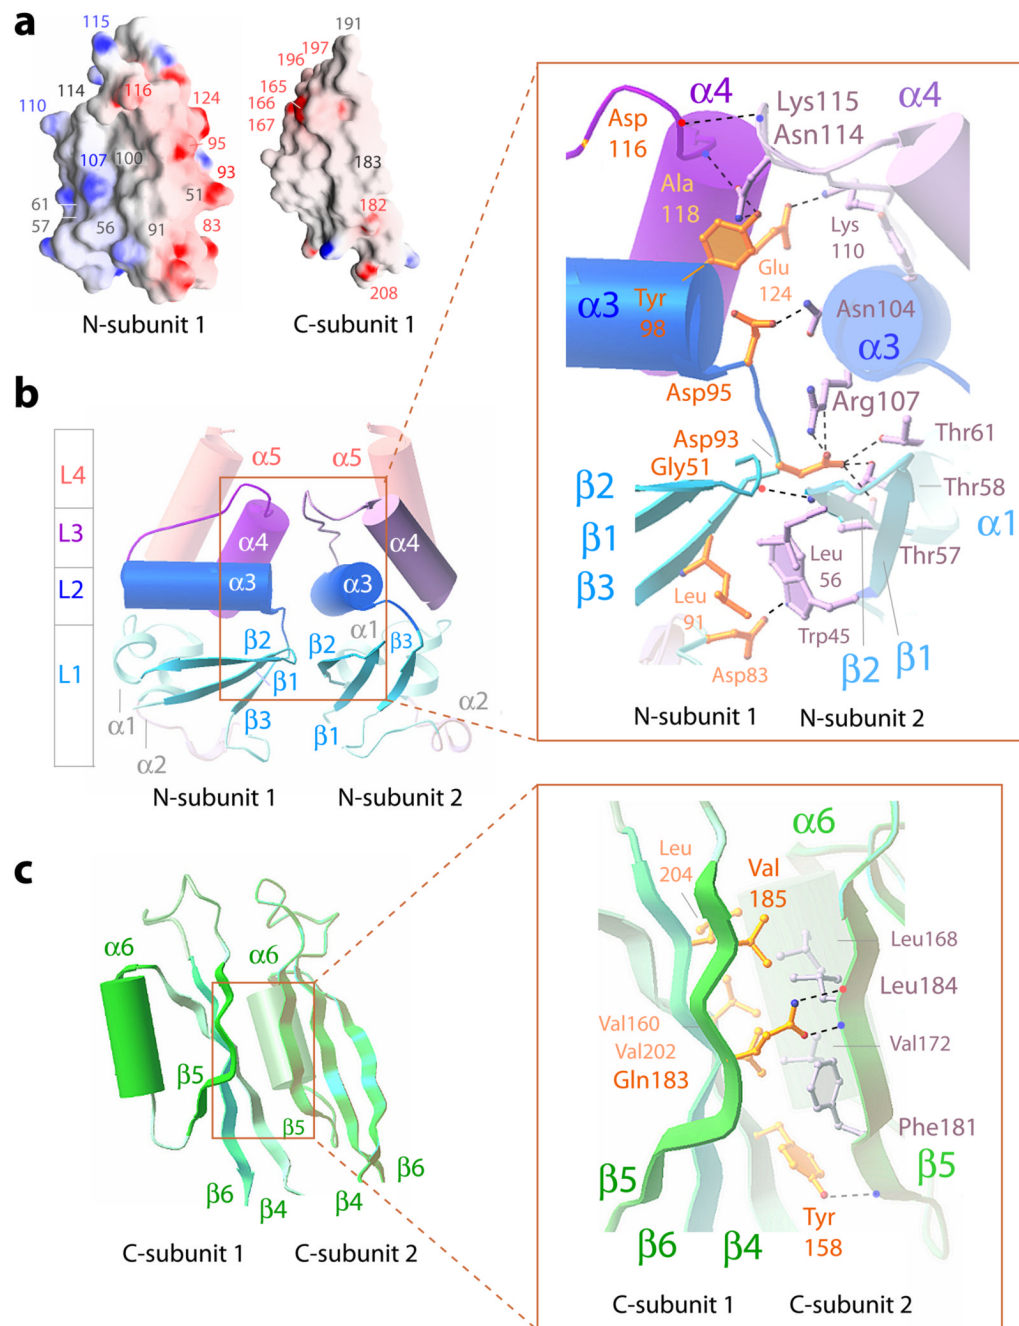 a
115
114
110
116
124
95
93
107
100
51
61
57
56
91
83
N-subunit 1
191
197
196
165
166
167
183
182
208
C-subunit 1
b
L4
L3
L2
L1
α5
α5
α4
α4
α3
α3
β2
β2
α1
β3
β1
α1
α2
β3
β1
α2
N-subunit 1
N-subunit 2
α4
Lys115
Asn114
α4
Asp
116
Ala
118
Lys
110
Glu
124
α3
Tyr
98
Asn104
α3
Asp95
Arg107
Asp93
Gly51
Thr61
β2
Thr58
α1
β1
Leu
56
Thr57
β3
Leu
91
Trp45
Asp83
β2
β1
N-subunit 1
N-subunit 2
c
α6
α6
β5
β5
β6
β4
β4
β6
C-subunit 1
C-subunit 2
α6
Leu
204
Val
185
Leu168
Leu184
Val160
Val202
Gln183
Val172
Phe181
β5
β5
β6
β4
Tyr
158
C-subunit 1
C-subunit 2